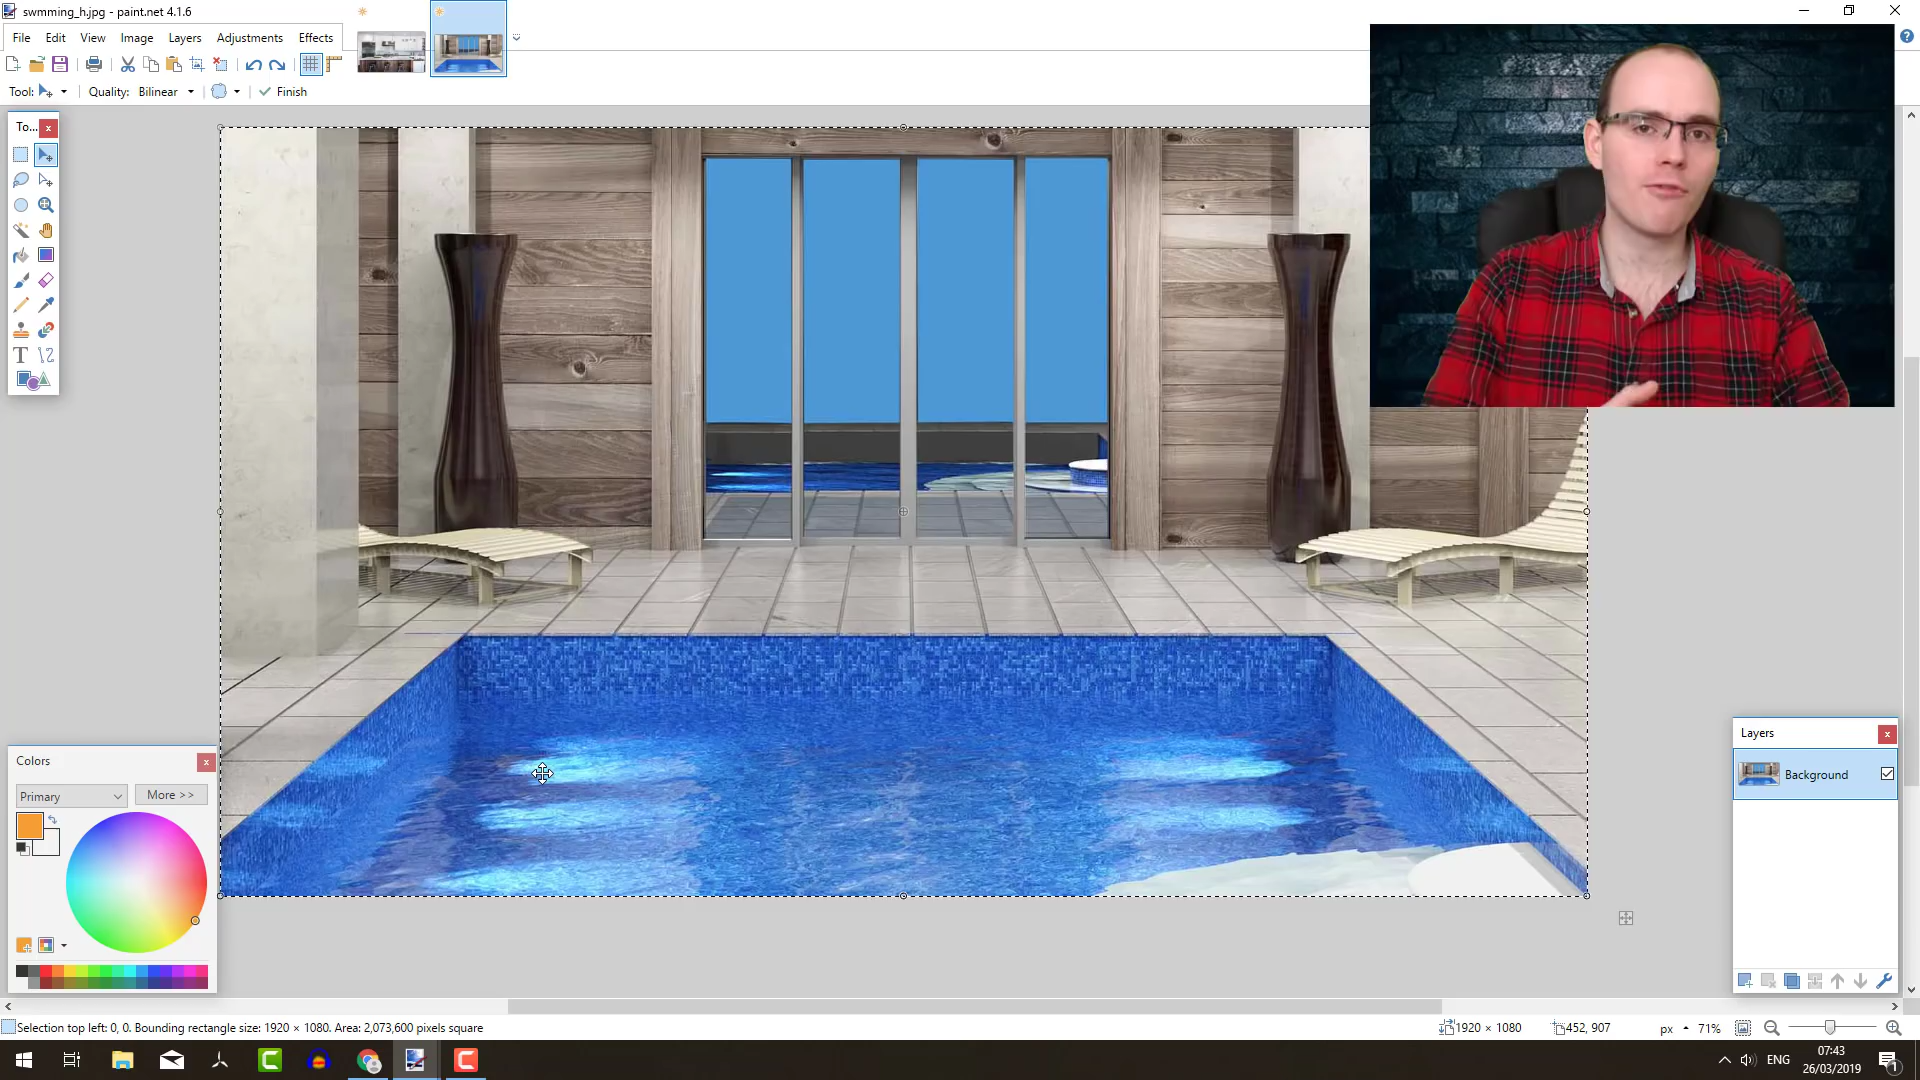 swmming_h.jpg - paint.net 4.1.6
File Edit View Image Layers Adjustments Effects
Tool: Quality: Bilinear Finish
To... x
T
Colors x
Primary More >>
Layers x
Background
Selection top left: 0, 0. Bounding rectangle size: 1920 × 1080. Area: 2,073,600 pixels square 1920 × 1080 452, 907 px 71%
ENG 07:43
26/03/2019 1